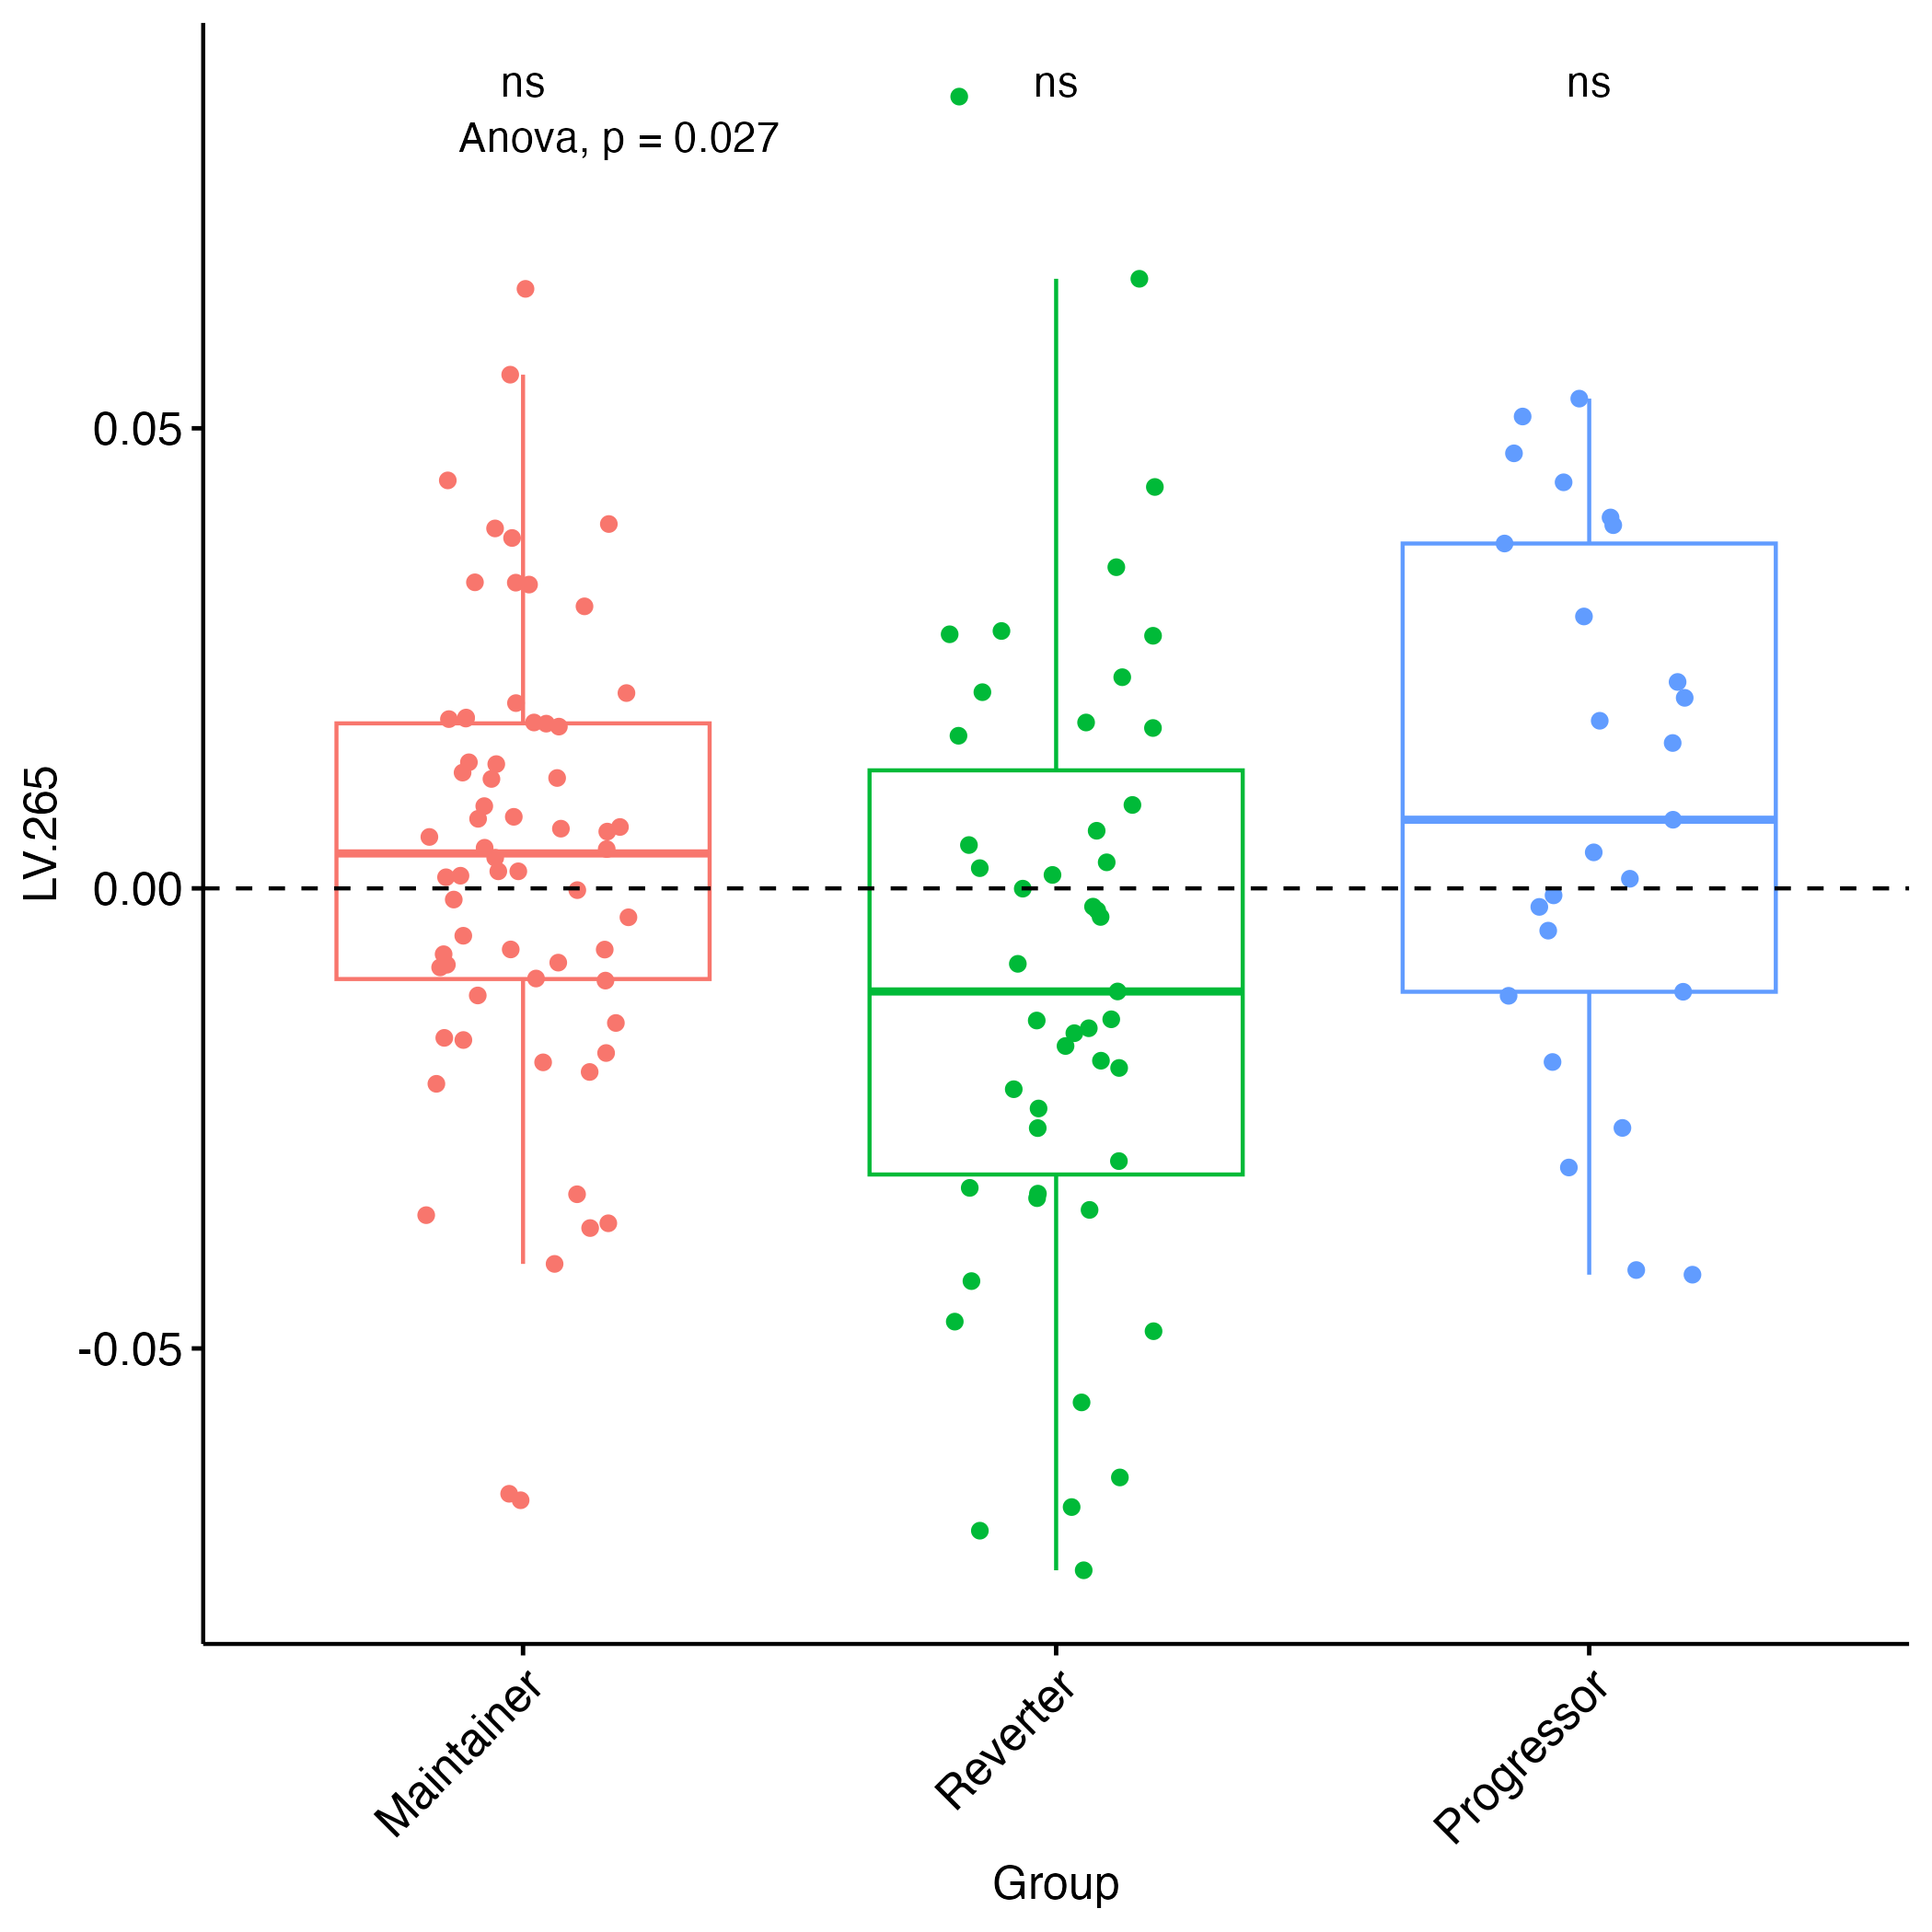 ns ns ns
Anova, p = 0.027
LV.265
0.05
0.00
-0.05
Maintainer
Reverter
Progressor
Group